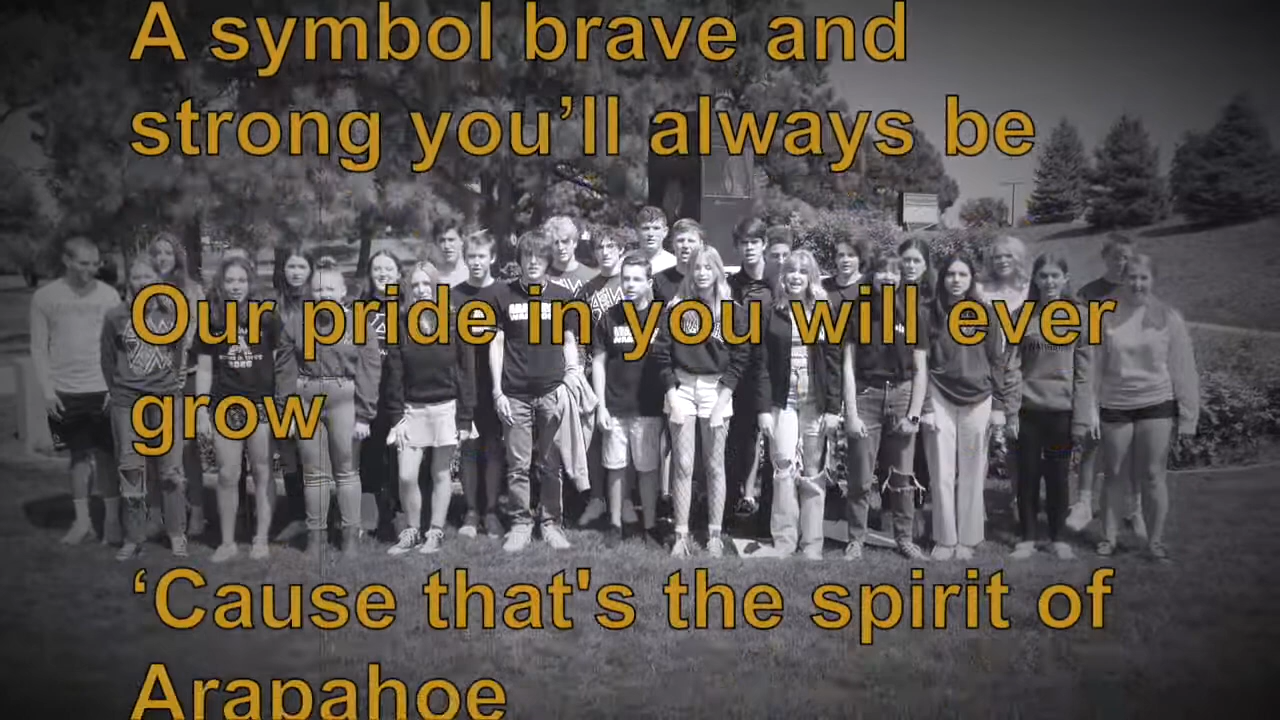 A symbol brave and
strong you’ll always be
Our pride in you will ever
grow
‘Cause that's the spirit of
Arapahoe